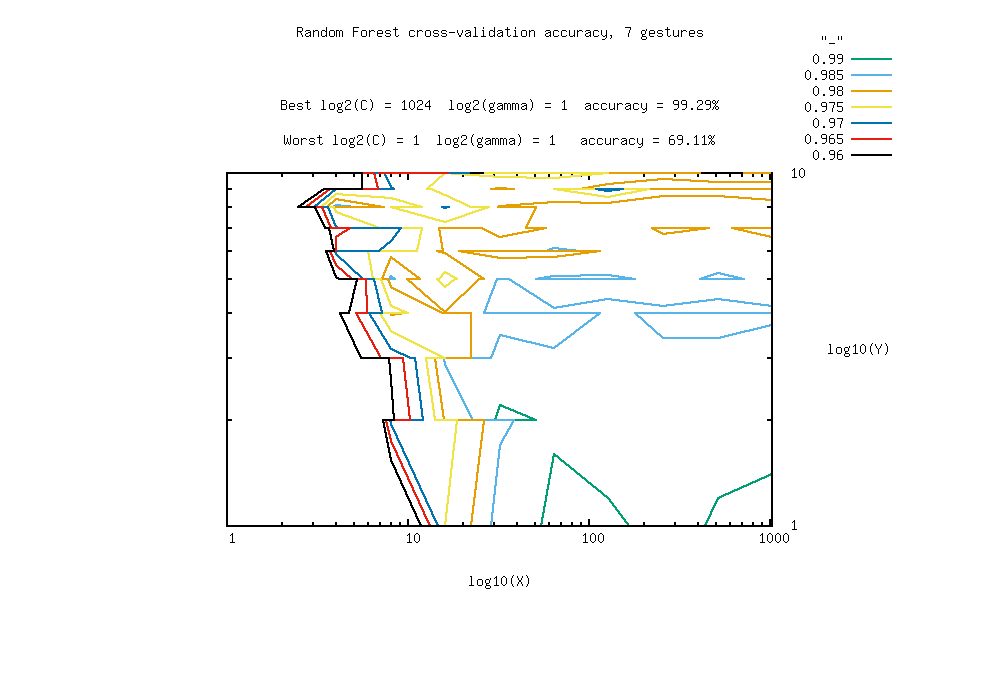 Random Forest cross-validation accuracy, 7 gestures
"_"
0.99
0.985
0.98
0.975
0.97
0.965
0.96
Best log2(C) = 1024 log2(gamma) = 1 accuracy = 99.29%
Worst log2(C) = 1 log2(gamma) = 1 accuracy = 69.11%
10
log10(Y)
1
1 10 100 1000
log10(X)